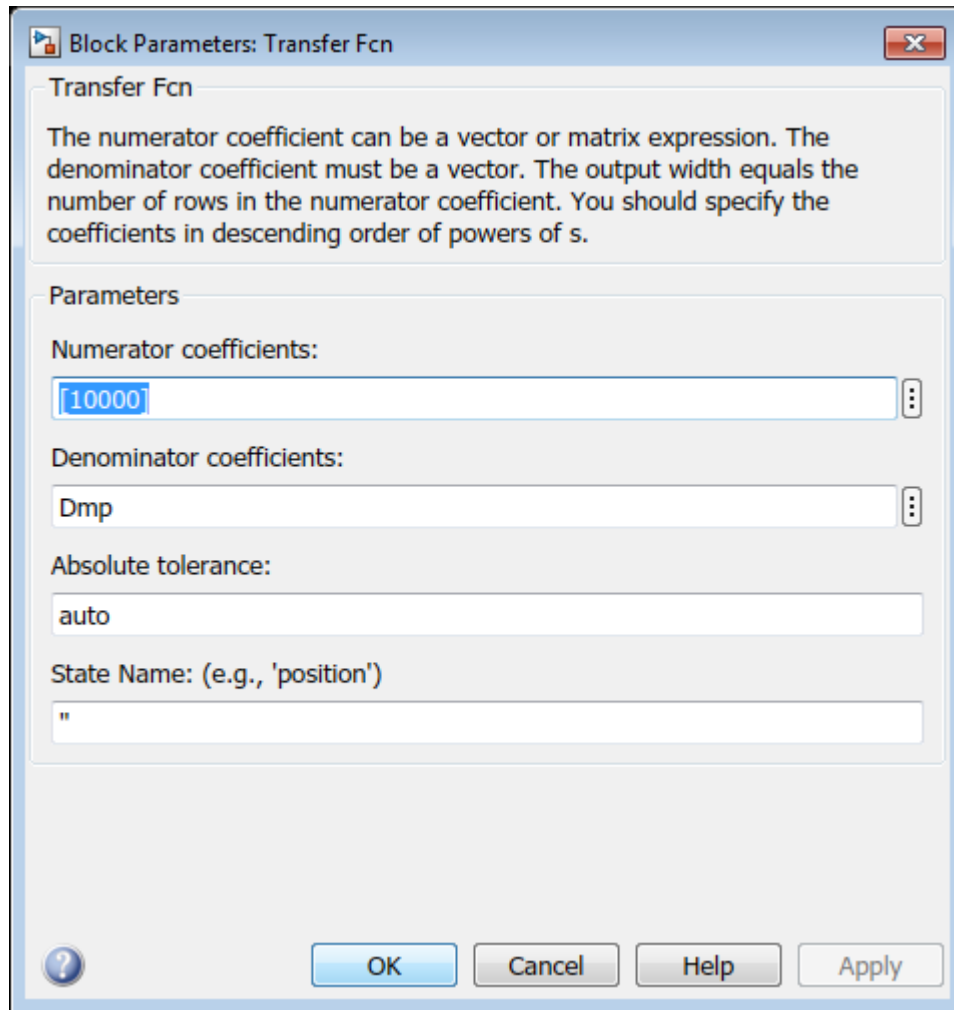 Block Parameters: Transfer Fcn
Transfer Fcn
The numerator coefficient can be a vector or matrix expression. The
denominator coefficient must be a vector. The output width equals the
number of rows in the numerator coefficient. You should specify the
coefficients in descending order of powers of s.
Parameters
Numerator coefficients:
[10000]
Denominator coefficients:
Dmp
Absolute tolerance:
auto
State Name: (e.g., 'position')
''
OK Cancel Help Apply